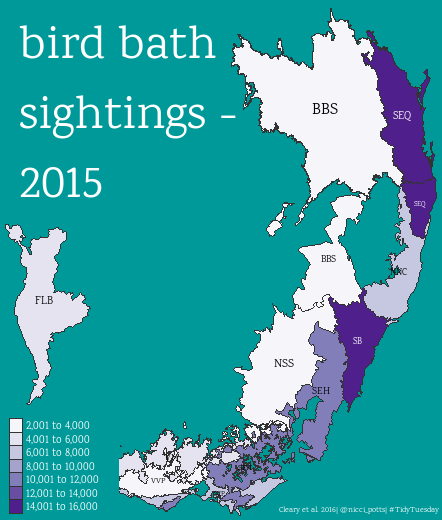 bird bath
sightings -
2015
BBS
SEQ
SEQ
BBS
FLB
SB
NSS
SEH
VVP
2,001 to 4,000
4,001 to 6,000
6,001 to 8,000
8,001 to 10,000
10,001 to 12,000
12,001 to 14,000
14,001 to 16,000
Cleary et al. 2016| @nicci_potts| #TidyTuesday